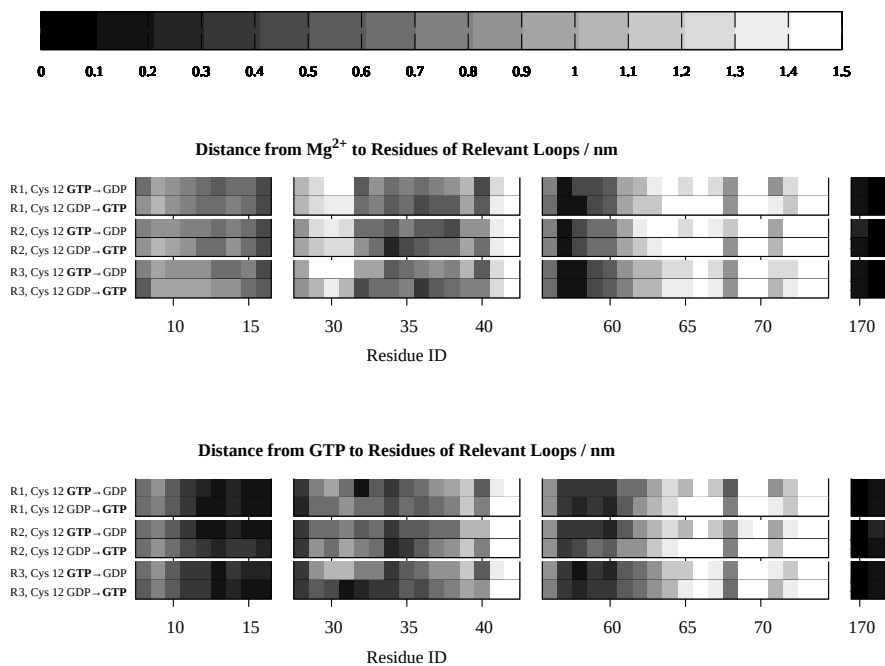 0 0.1 0.2 0.3 0.4 0.5 0.6 0.7 0.8 0.9 1 1.1 1.2 1.3 1.4 1.5
Distance from Mg²⁺ to Residues of Relevant Loops / nm
R1, Cys 12 GTP→GDP
R1, Cys 12 GDP→GTP
R2, Cys 12 GTP→GDP
R2, Cys 12 GDP→GTP
R3, Cys 12 GTP→GDP
R3, Cys 12 GDP→GTP
10 15 30 35 40 60 65 70 170
Residue ID
Distance from GTP to Residues of Relevant Loops / nm
R1, Cys 12 GTP→GDP
R1, Cys 12 GDP→GTP
R2, Cys 12 GTP→GDP
R2, Cys 12 GDP→GTP
R3, Cys 12 GTP→GDP
R3, Cys 12 GDP→GTP
10 15 30 35 40 60 65 70 170
Residue ID